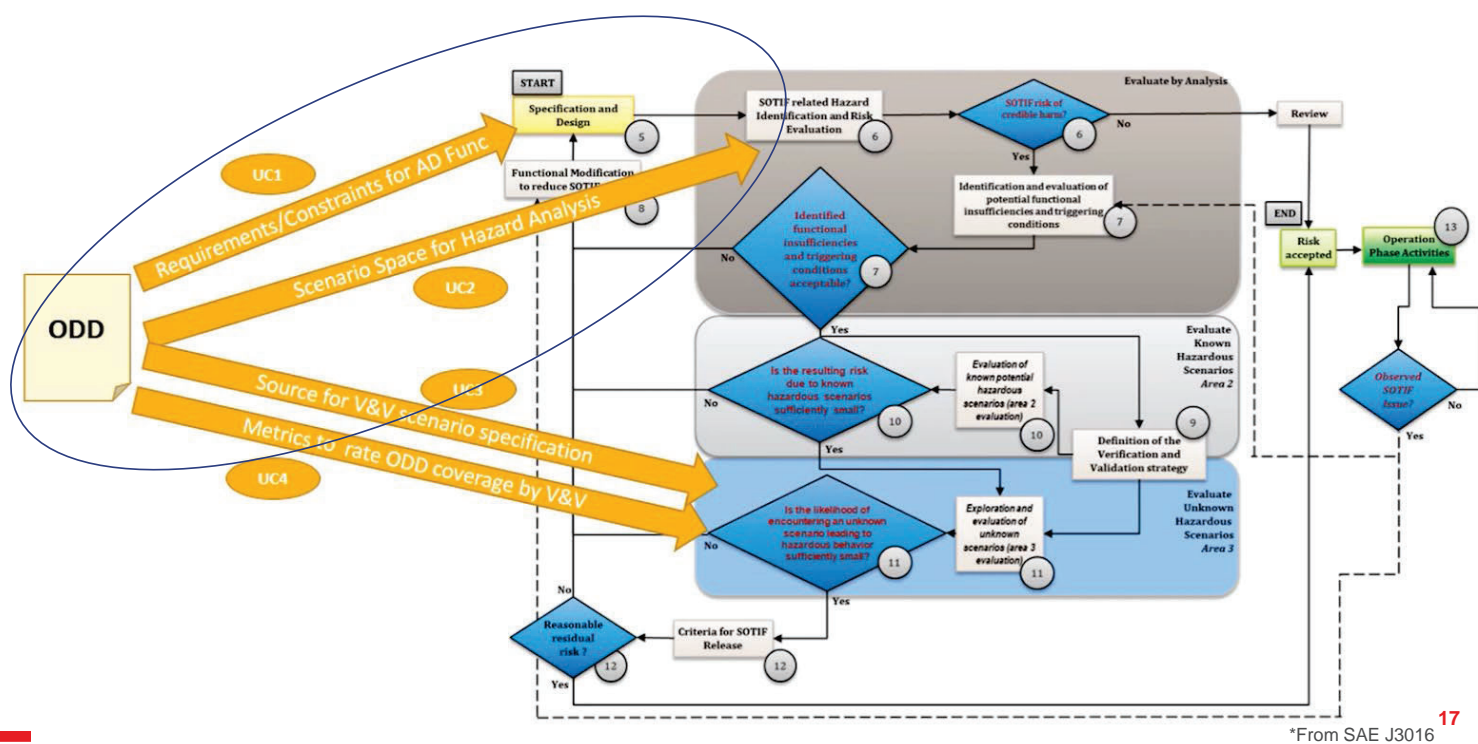 START
Specification and
Design
5
Functional Modification
to reduce SOTIF
8
UC1
Requirements/Constraints for AD Func
Scenario Space for Hazard Analysis
UC2
ODD
UC3
Source for V&V scenario specification
Metrics to rate ODD coverage by V&V
UC4
Evaluate by Analysis
SOTIF related Hazard
Identification and Risk
Evaluation
6
SOTIF risk of
credible harm?
6
No
Yes
Review
Identification and evaluation of
potential functional
insufficiencies and triggering
conditions
7
Identified
functional
insufficiencies
and triggering
conditions
acceptable?
7
No
Yes
END
Risk
accepted
Operation
Phase Activities
13
Observed
SOTIF
Issue?
No
Yes
Evaluate
Known
Hazardous
Scenarios
Area 2
Is the resulting risk
due to known
hazardous scenarios
sufficiently small?
10
No
Yes
Evaluation of
known potential
hazardous
scenarios (area 2
evaluation)
10
9
Definition of the
Verification and
Validation strategy
Evaluate
Unknown
Hazardous
Scenarios
Area 3
Is the likelihood of
encountering an unknown
scenario leading to
hazardous behavior
sufficiently small?
11
No
Yes
Exploration and
evaluation of
unknown
scenarios (area 3
evaluation)
11
No
Reasonable
residual
risk ?
12
Yes
Criteria for SOTIF
Release
12
17
*From SAE J3016